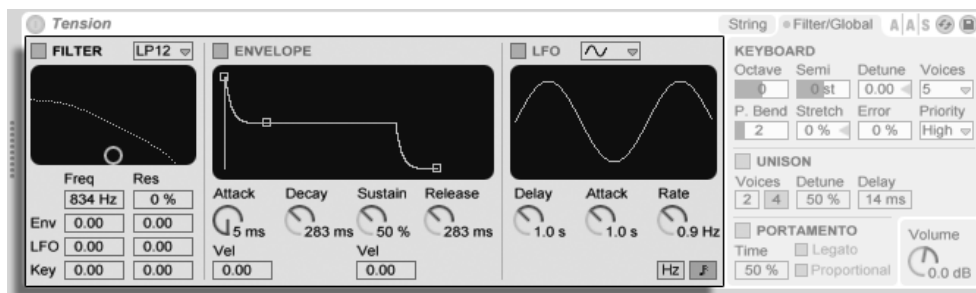 Tension
String Filter/Global A|A|S
FILTER LP12
ENVELOPE
LFO
KEYBOARD
Octave Semi Detune Voices
0 0 st 0.00 5
P. Bend Stretch Error Priority
2 0 % 0 % High
UNISON
Voices Detune Delay
2 4 50 % 14 ms
PORTAMENTO
Time Legato
50 % Proportional
Volume
0.0 dB
Freq Res
834 Hz 0 %
Env 0.00 0.00
LFO 0.00 0.00
Key 0.00 0.00
Attack Decay Sustain Release
5 ms 283 ms 50 % 283 ms
Vel Vel
0.00 0.00
Delay Attack Rate
1.0 s 1.0 s 0.9 Hz
Hz